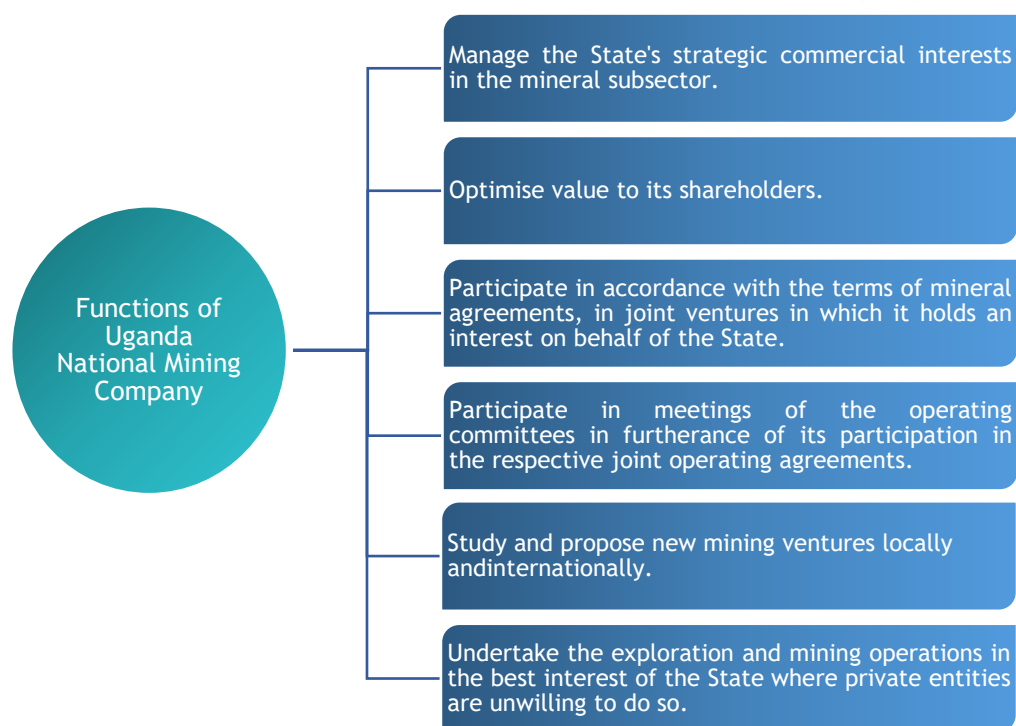 Functions of
Uganda
National Mining
Company
Manage the State's strategic commercial interests
in the mineral subsector.
Optimise value to its shareholders.
Participate in accordance with the terms of mineral
agreements, in joint ventures in which it holds an
interest on behalf of the State.
Participate in meetings of the operating
committees in furtherance of its participation in
the respective joint operating agreements.
Study and propose new mining ventures locally
andinternationally.
Undertake the exploration and mining operations in
the best interest of the State where private entities
are unwilling to do so.